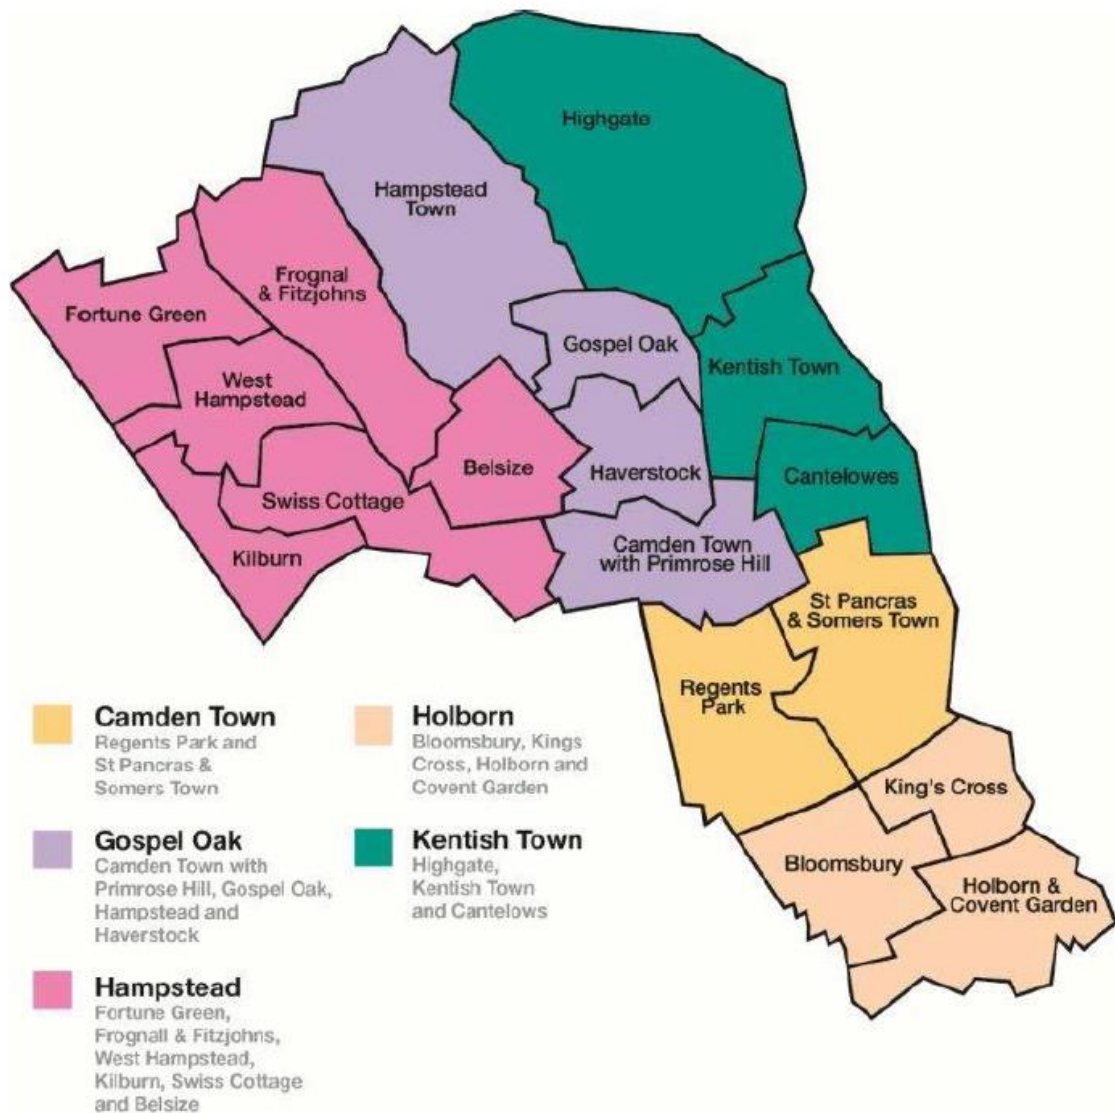 Highgate
Hampstead
Town
Frognal
& Fitzjohns
Fortune Green
Gospel Oak
Kentish Town
West
Hampstead
Belsize
Haverstock
Cantelowes
Swiss Cottage
Kilburn
Camden Town
with Primrose Hill
St Pancras
& Somers Town
Regents
Park
King's Cross
Bloomsbury
Holborn &
Covent Garden
Camden Town
Regents Park and
St Pancras &
Somers Town
Gospel Oak
Camden Town with
Primrose Hill, Gospel Oak,
Hampstead and
Haverstock
Hampstead
Fortune Green,
Frognall & Fitzjohns,
West Hampstead,
Kilburn, Swiss Cottage
and Belsize
Holborn
Bloomsbury, Kings
Cross, Holborn and
Covent Garden
Kentish Town
Highgate,
Kentish Town
and Cantelows